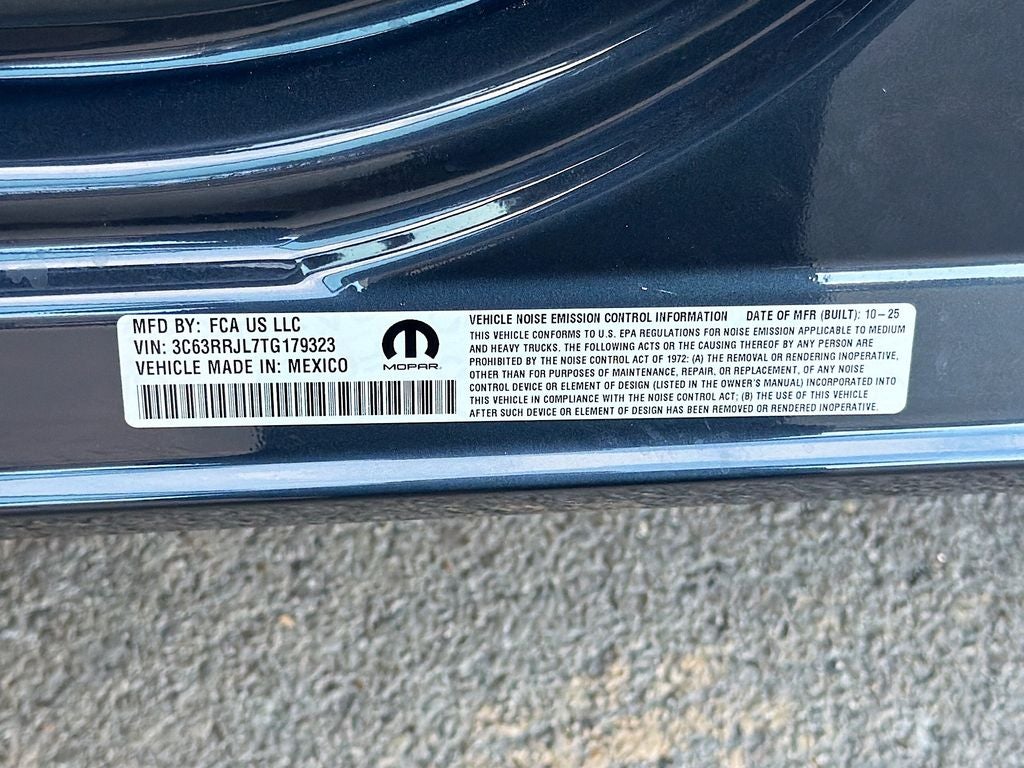 MFD BY: FCA US LLC
VIN: 3C63RRJL7TG179323
VEHICLE MADE IN: MEXICO
MOPAR
VEHICLE NOISE EMISSION CONTROL INFORMATION DATE OF MFR (BUILT): 10-25
THIS VEHICLE CONFORMS TO U.S. EPA REGULATIONS FOR NOISE EMISSION APPLICABLE TO MEDIUM
AND HEAVY TRUCKS. THE FOLLOWING ACTS OR THE CAUSING THEREOF BY ANY PERSON ARE
PROHIBITED BY THE NOISE CONTROL ACT OF 1972: (A) THE REMOVAL OR RENDERING INOPERATIVE,
OTHER THAN FOR PURPOSES OF MAINTENANCE, REPAIR, OR REPLACEMENT, OF ANY NOISE
CONTROL DEVICE OR ELEMENT OF DESIGN (LISTED IN THE OWNER'S MANUAL) INCORPORATED INTO
THIS VEHICLE IN COMPLIANCE WITH THE NOISE CONTROL ACT; (B) THE USE OF THIS VEHICLE
AFTER SUCH DEVICE OR ELEMENT OF DESIGN HAS BEEN REMOVED OR RENDERED INOPERATIVE.